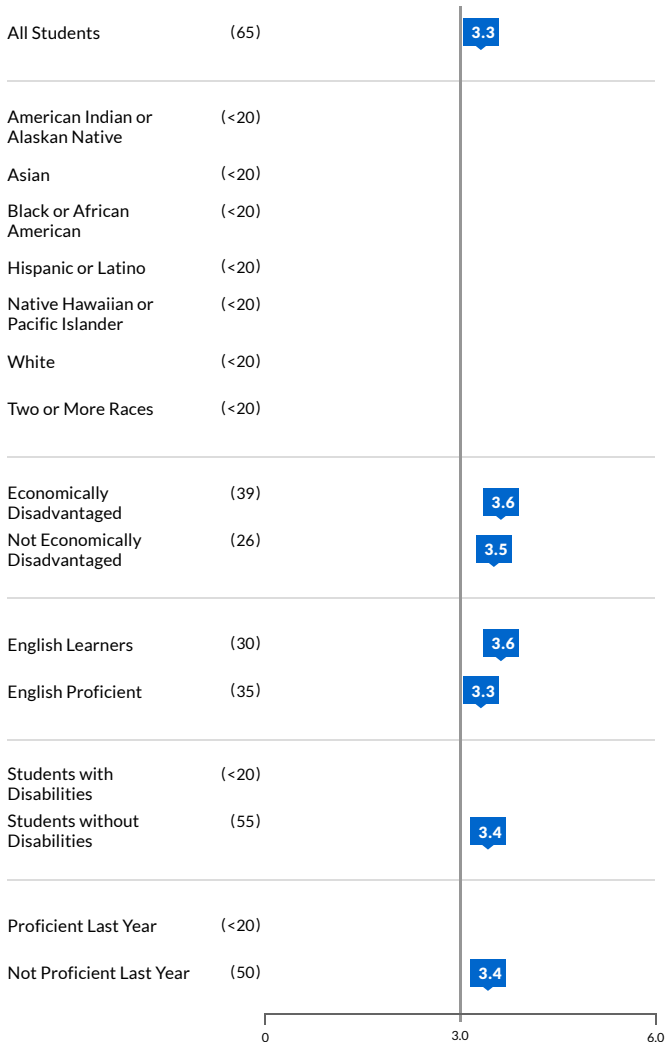 All Students (65) 3.3
American Indian or (<20)
Alaskan Native
Asian (<20)
Black or African (<20)
American
Hispanic or Latino (<20)
Native Hawaiian or (<20)
Pacific Islander
White (<20)
Two or More Races (<20)
Economically (39) 3.6
Disadvantaged
Not Economically (26) 3.5
Disadvantaged
English Learners (30) 3.6
English Proficient (35) 3.3
Students with (<20)
Disabilities
Students without (55) 3.4
Disabilities
Proficient Last Year (<20)
Not Proficient Last Year (50) 3.4
0 3.0 6.0